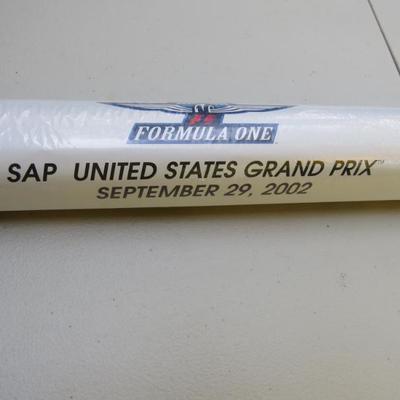 FORMULA ONE
SAP UNITED STATES GRAND PRIX™
SEPTEMBER 29, 2002